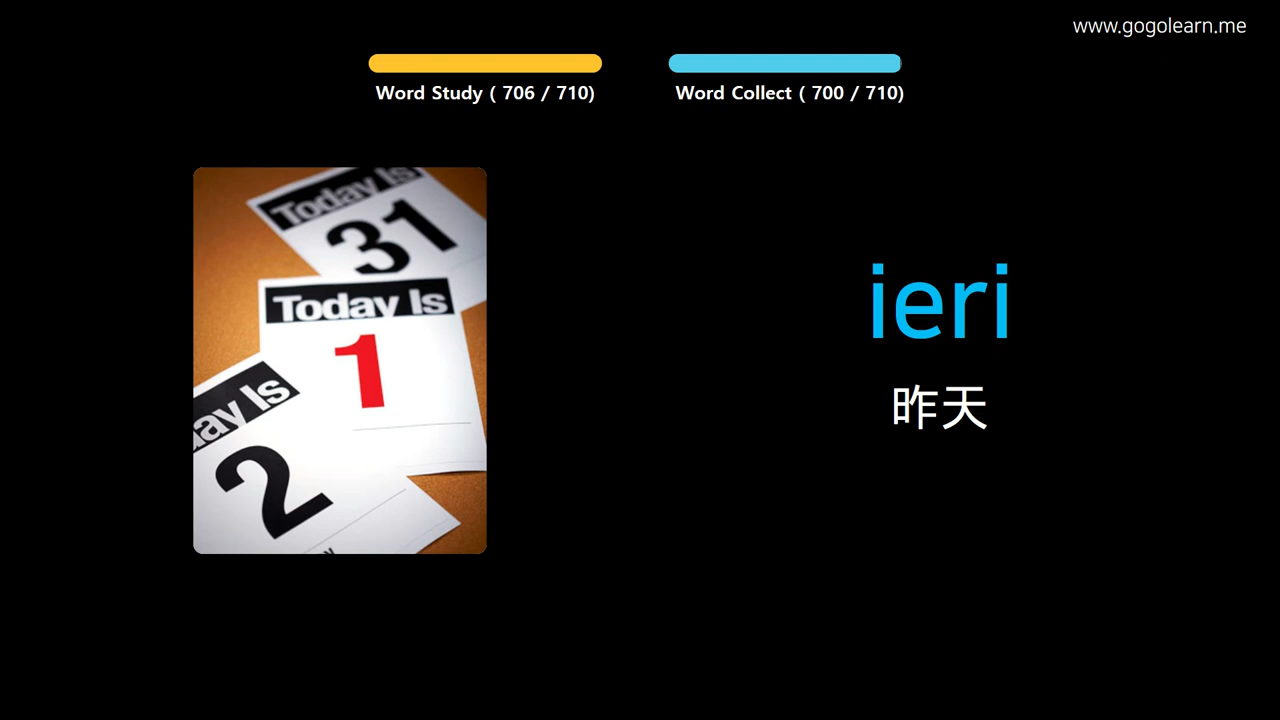 www.gogolearn.me
Word Study ( 706 / 710)
Word Collect ( 700 / 710)
Today Is
31
Today Is
1
day Is
2
ieri
昨天